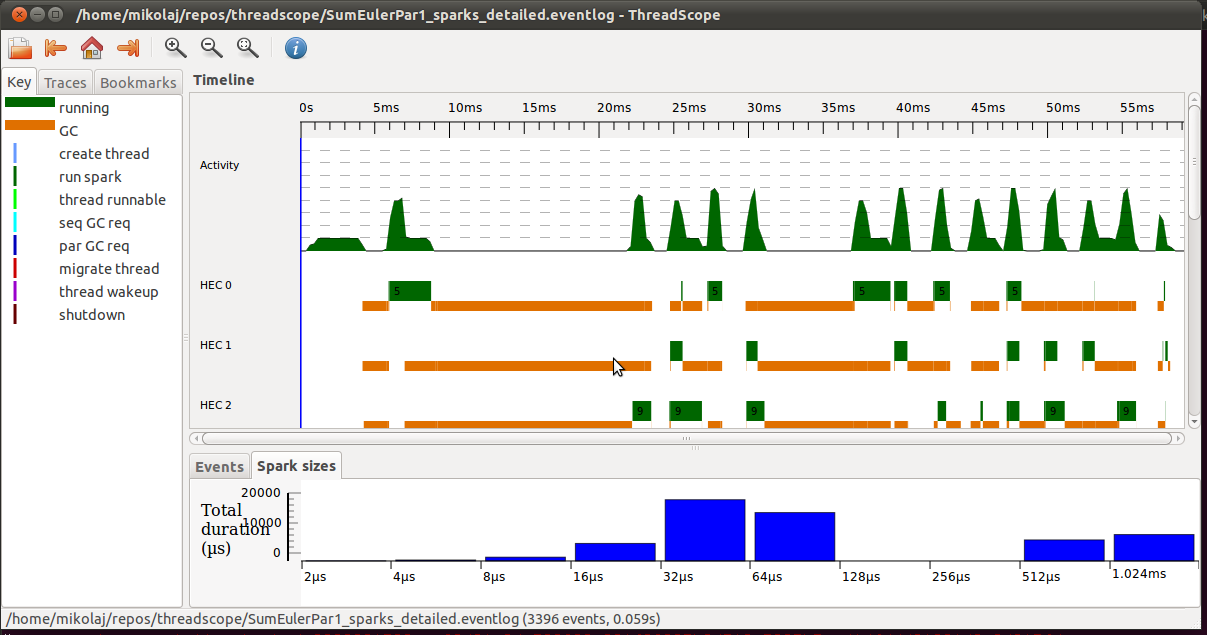 /home/mikolaj/repos/threadscope/SumEulerPar1_sparks_detailed.eventlog - ThreadScope
Key Traces Bookmarks
running
GC
create thread
run spark
thread runnable
seq GC req
par GC req
migrate thread
thread wakeup
shutdown
Timeline
0s 5ms 10ms 15ms 20ms 25ms 30ms 35ms 40ms 45ms 50ms 55ms
Activity
HEC 0
5 5 5 5 5
HEC 1
HEC 2
9 9 9 9 9
Events Spark sizes
Total
duration
(µs)
20000
10000
0
2µs 4µs 8µs 16µs 32µs 64µs 128µs 256µs 512µs 1.024ms
/home/mikolaj/repos/threadscope/SumEulerPar1_sparks_detailed.eventlog (3396 events, 0.059s)